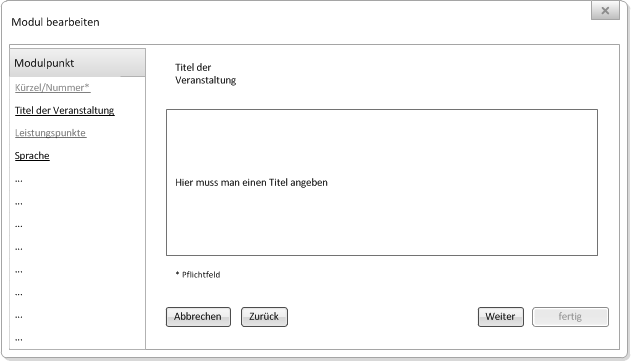 Modul bearbeiten
Modulpunkt
Kürzel/Nummer*
Titel der Veranstaltung
Leistungspunkte
Sprache
...
...
...
...
...
...
...
...
Titel der
Veranstaltung
Hier muss man einen Titel angeben
* Pflichtfeld
Abbrechen
Zurück
Weiter
fertig